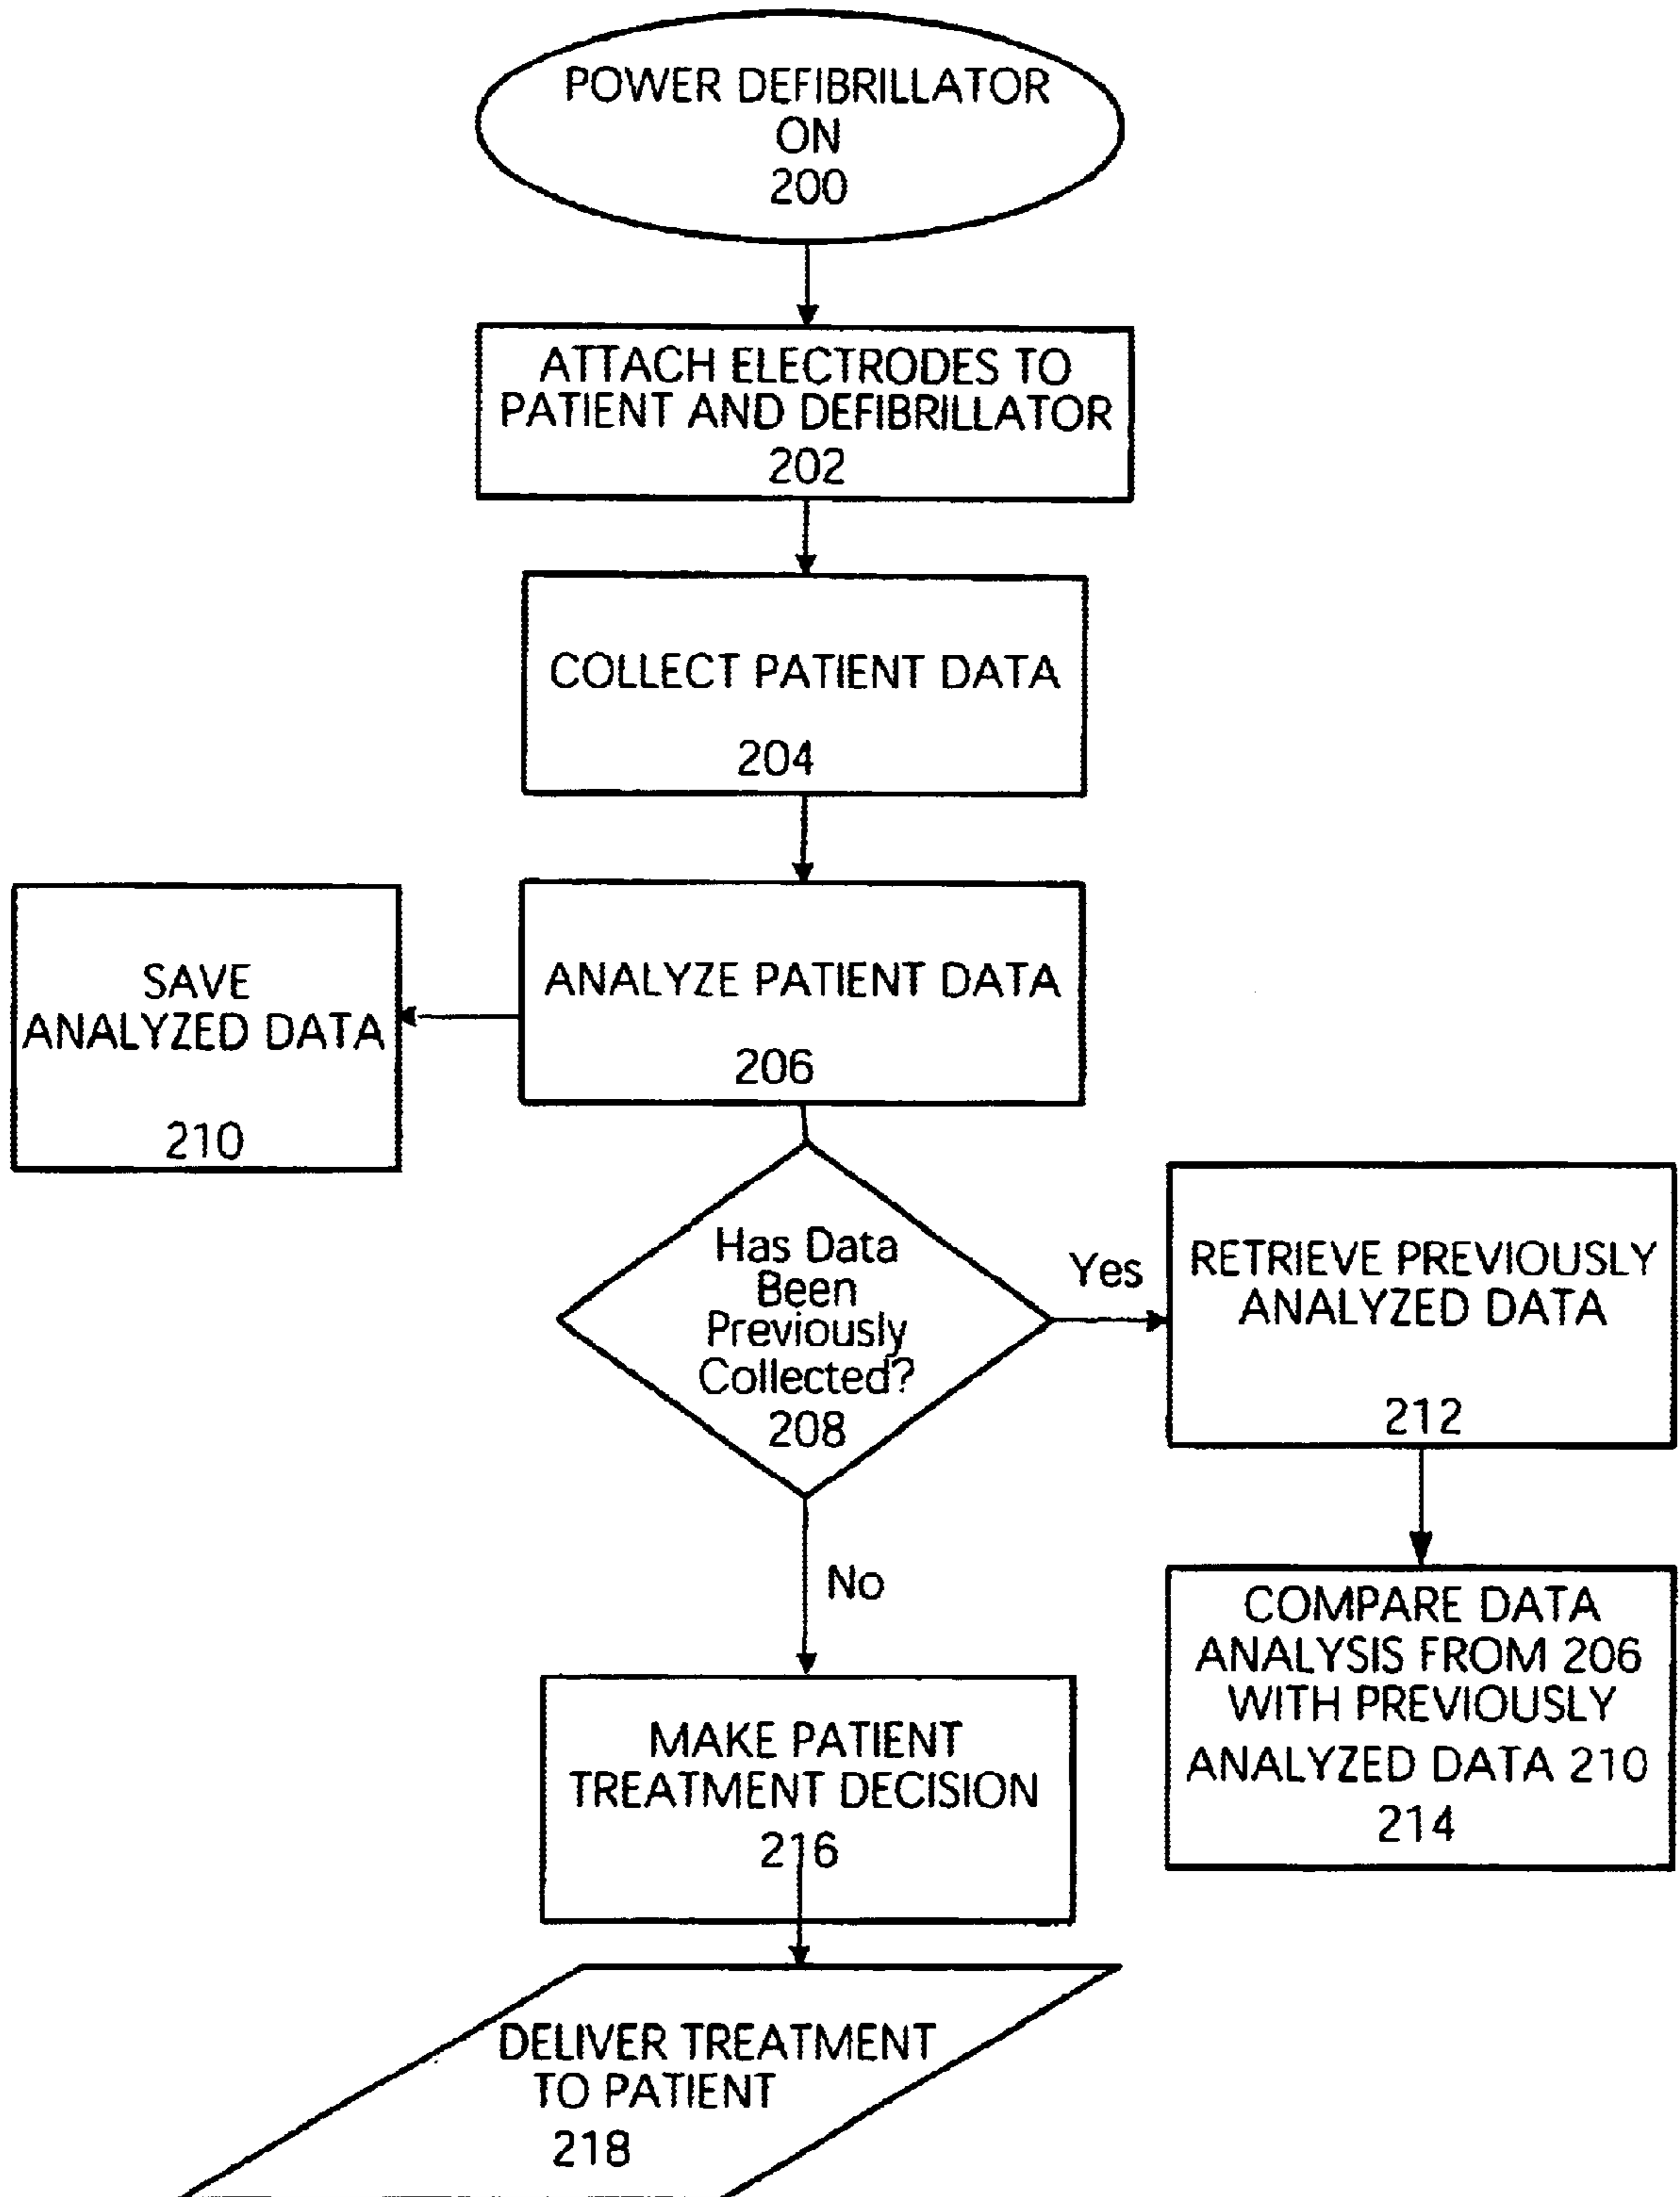 POWER DEFIBRILLATOR
ON
200
ATTACH ELECTRODES TO
PATIENT AND DEFIBRILLATOR
202
COLLECT PATIENT DATA
204
SAVE
ANALYZED DATA
210
ANALYZE PATIENT DATA
206
Has Data
Been
Previously
Collected?
208
Yes
RETRIEVE PREVIOUSLY
ANALYZED DATA
212
No
COMPARE DATA
ANALYSIS FROM 206
WITH PREVIOUSLY
ANALYZED DATA 210
214
MAKE PATIENT
TREATMENT DECISION
216
DELIVER TREATMENT
TO PATIENT
218